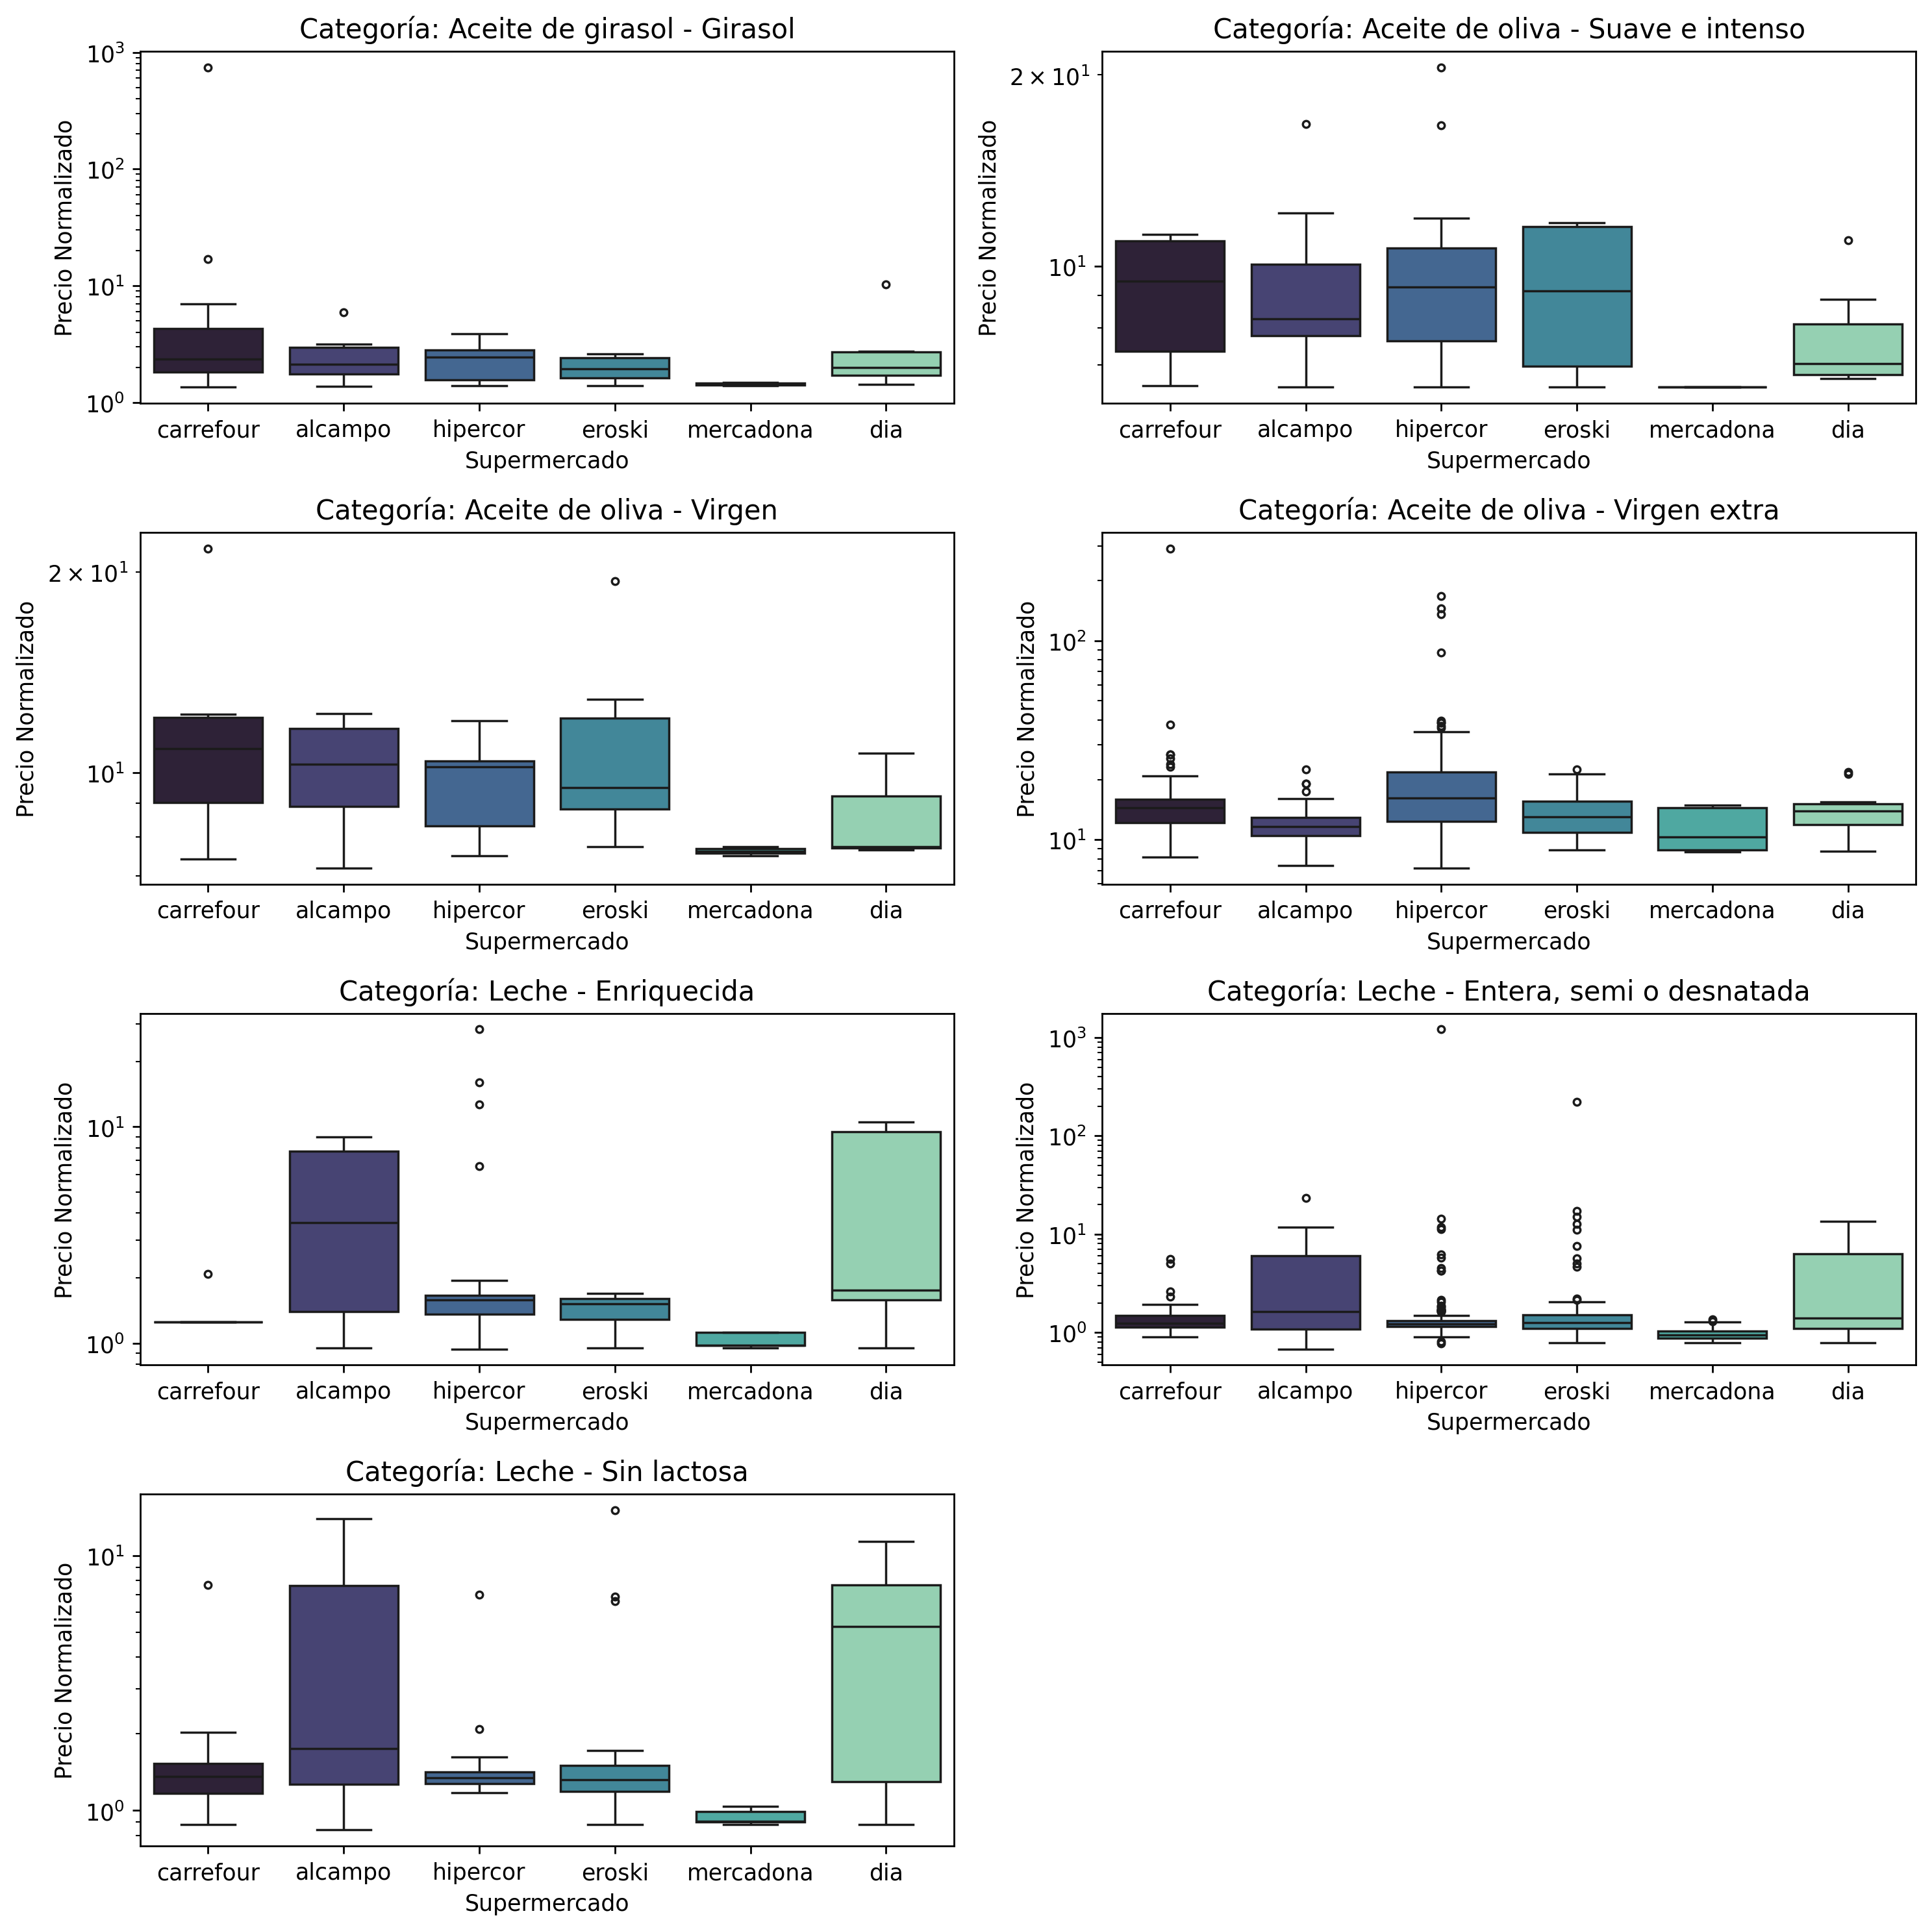 Categoría: Aceite de girasol - Girasol
Precio Normalizado
10³
10²
10¹
10⁰
carrefour alcampo hipercor eroski mercadona dia
Supermercado
Categoría: Aceite de oliva - Suave e intenso
Precio Normalizado
2 × 10¹
10¹
carrefour alcampo hipercor eroski mercadona dia
Supermercado
Categoría: Aceite de oliva - Virgen
Precio Normalizado
2 × 10¹
10¹
carrefour alcampo hipercor eroski mercadona dia
Supermercado
Categoría: Aceite de oliva - Virgen extra
Precio Normalizado
10²
10¹
carrefour alcampo hipercor eroski mercadona dia
Supermercado
Categoría: Leche - Enriquecida
Precio Normalizado
10¹
10⁰
carrefour alcampo hipercor eroski mercadona dia
Supermercado
Categoría: Leche - Entera, semi o desnatada
Precio Normalizado
10³
10²
10¹
10⁰
carrefour alcampo hipercor eroski mercadona dia
Supermercado
Categoría: Leche - Sin lactosa
Precio Normalizado
10¹
10⁰
carrefour alcampo hipercor eroski mercadona dia
Supermercado